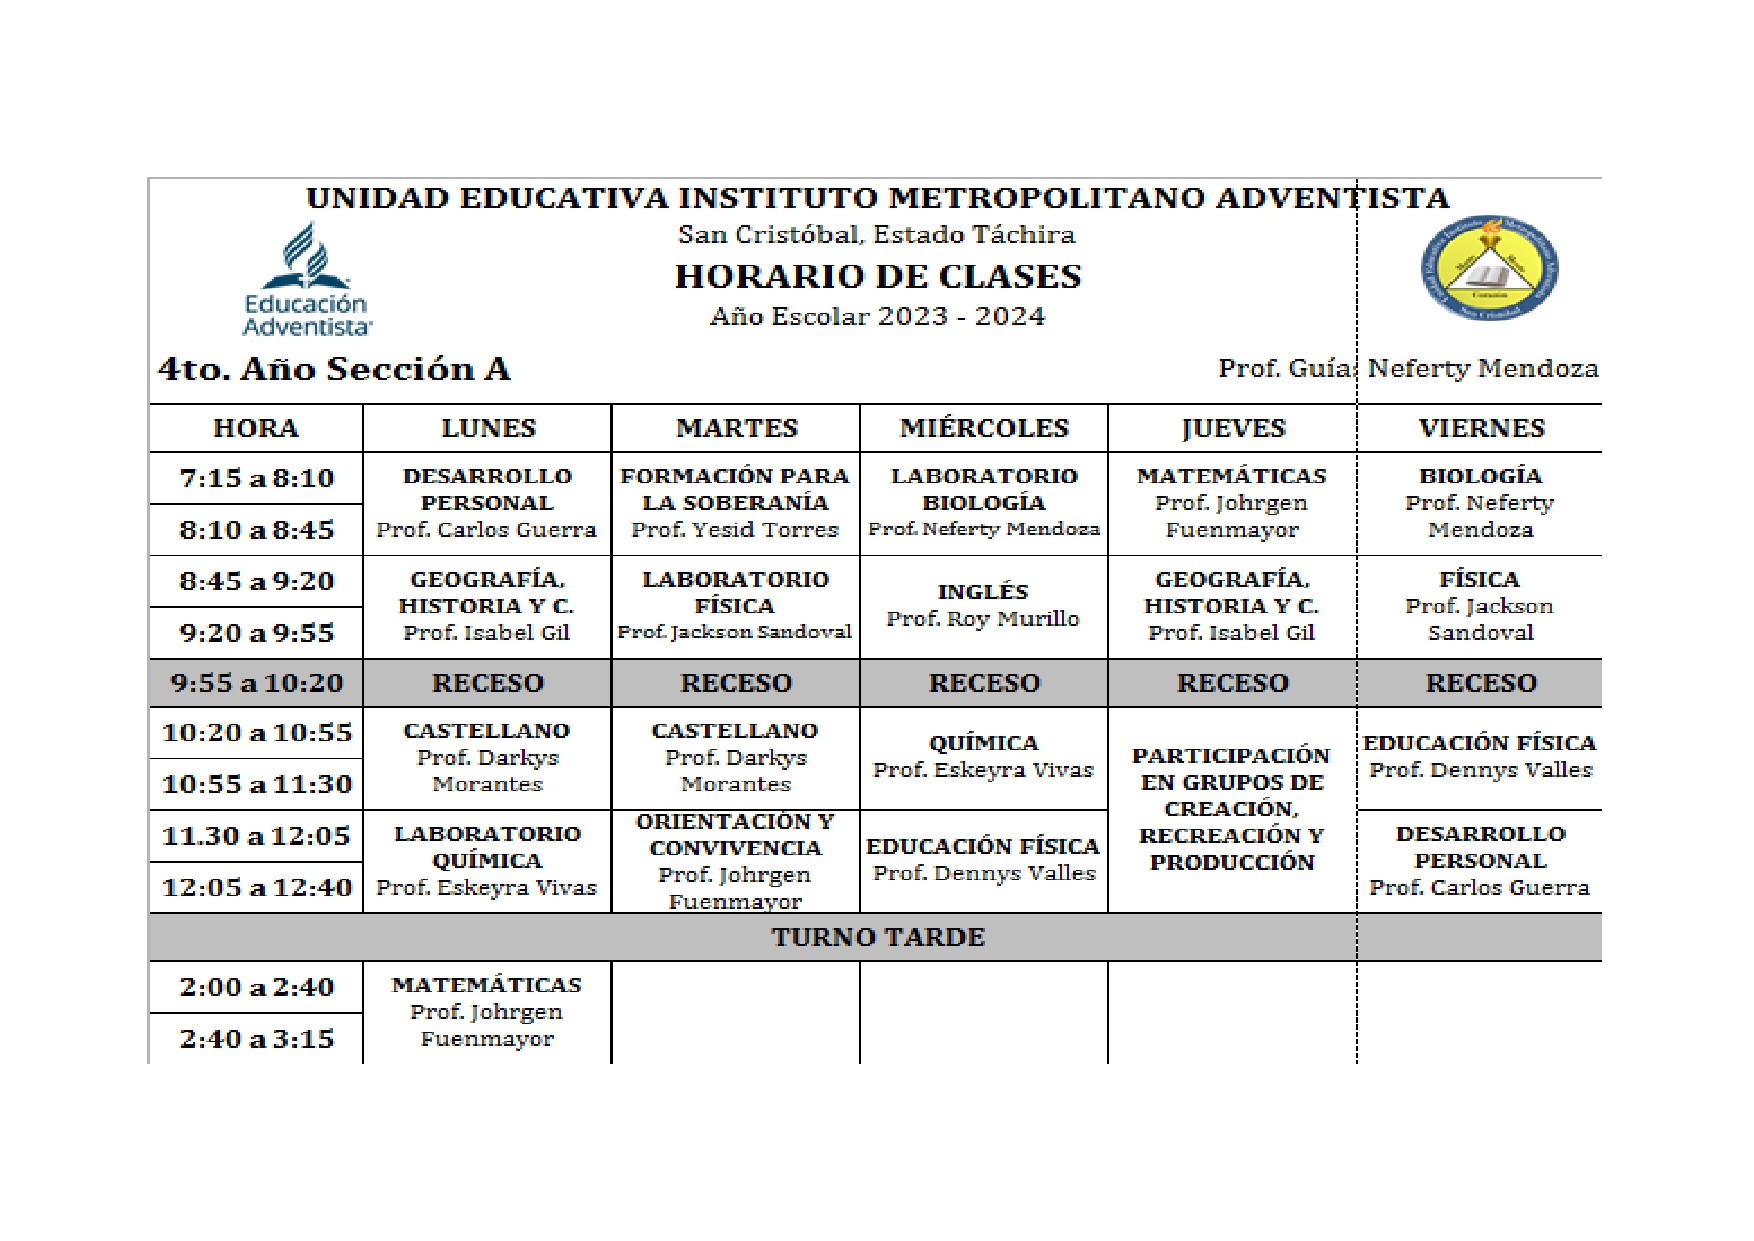 UNIDAD EDUCATIVA INSTITUTO METROPOLITANO ADVENTISTA
San Cristóbal, Estado Táchira
HORARIO DE CLASES
Año Escolar 2023 - 2024
Educación
Adventista
4to. Año Sección A
Prof. Guía: Neferty Mendoza
HORA LUNES MARTES MIÉRCOLES JUEVES VIERNES
7:15 a 8:10
8:10 a 8:45
DESARROLLO
PERSONAL
Prof. Carlos Guerra
FORMACIÓN PARA
LA SOBERANÍA
Prof. Yesid Torres
LABORATORIO
BIOLOGÍA
Prof. Neferty Mendoza
MATEMÁTICAS
Prof. Johrgen
Fuenmayor
BIOLOGÍA
Prof. Neferty
Mendoza
8:45 a 9:20
9:20 a 9:55
GEOGRAFÍA,
HISTORIA Y C.
Prof. Isabel Gil
LABORATORIO
FÍSICA
Prof. Jackson Sandoval
INGLÉS
Prof. Roy Murillo
GEOGRAFÍA,
HISTORIA Y C.
Prof. Isabel Gil
FÍSICA
Prof. Jackson
Sandoval
9:55 a 10:20 RECESO RECESO RECESO RECESO RECESO
10:20 a 10:55
10:55 a 11:30
CASTELLANO
Prof. Darkys
Morantes
CASTELLANO
Prof. Darkys
Morantes
QUÍMICA
Prof. Eskeyra Vivas
PARTICIPACIÓN
EN GRUPOS DE
CREACIÓN,
RECREACIÓN Y
PRODUCCIÓN
EDUCACIÓN FÍSICA
Prof. Dennys Valles
11.30 a 12:05
12:05 a 12:40
LABORATORIO
QUÍMICA
Prof. Eskeyra Vivas
ORIENTACIÓN Y
CONVIVENCIA
Prof. Johrgen
Fuenmayor
EDUCACIÓN FÍSICA
Prof. Dennys Valles
DESARROLLO
PERSONAL
Prof. Carlos Guerra
TURNO TARDE
2:00 a 2:40
2:40 a 3:15
MATEMÁTICAS
Prof. Johrgen
Fuenmayor